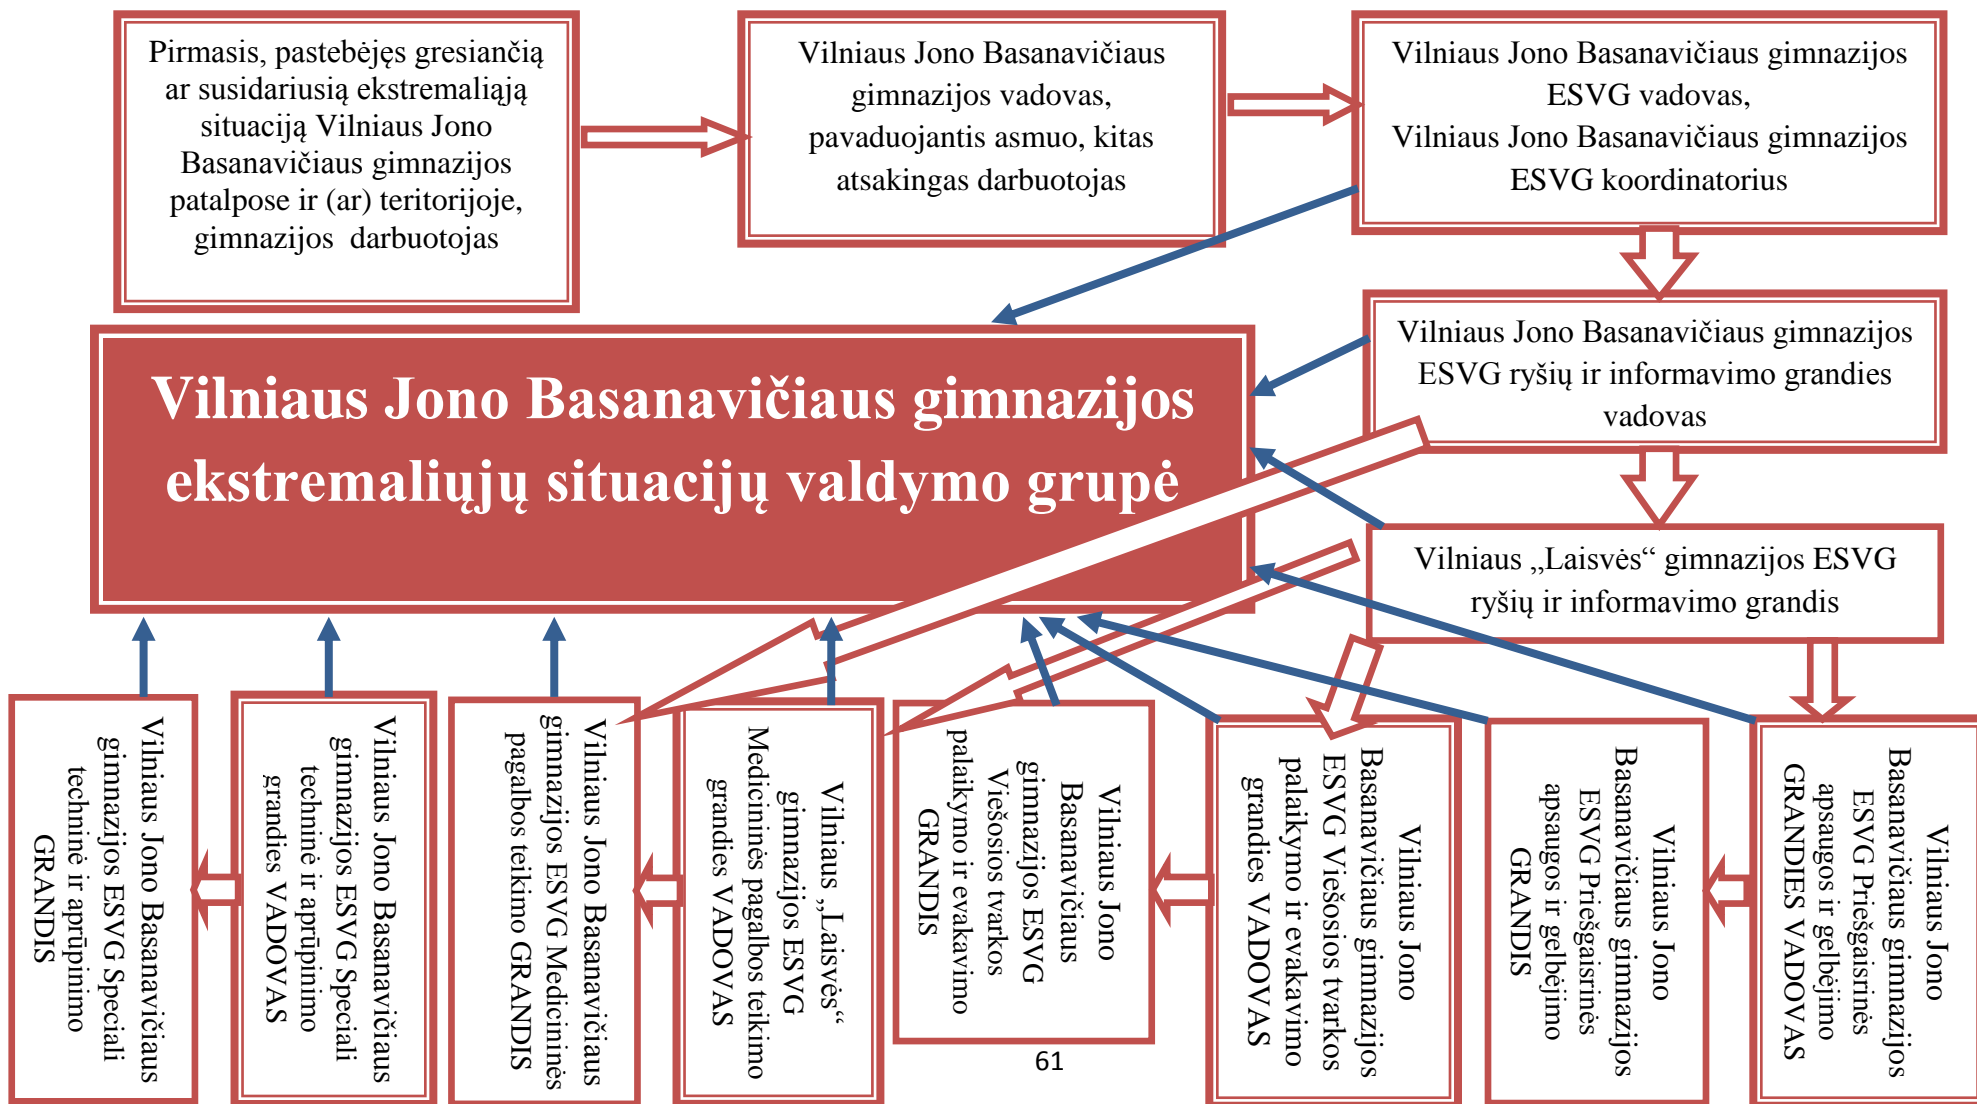 Pirmasis, pastebėjęs gresiančią
ar susidariusią ekstremaliąją
situaciją Vilniaus Jono
Basanavičiaus gimnazijos
patalpose ir (ar) teritorijoje,
gimnazijos darbuotojas
Vilniaus Jono Basanavičiaus
gimnazijos vadovas,
pavaduojantis asmuo, kitas
atsakingas darbuotojas
Vilniaus Jono Basanavičiaus gimnazijos
ESVG vadovas,
Vilniaus Jono Basanavičiaus gimnazijos
ESVG koordinatorius
Vilniaus Jono Basanavičiaus gimnazijos
ekstremaliųjų situacijų valdymo grupė
Vilniaus Jono Basanavičiaus gimnazijos
ESVG ryšių ir informavimo grandies
vadovas
Vilniaus „Laisvės“ gimnazijos ESVG
ryšių ir informavimo grandis
Vilniaus Jono Basanavičiaus
gimnazijos ESVG Speciali
techninė ir aprūpinimo
GRANDIS
Vilniaus Jono Basanavičiaus
gimnazijos ESVG Speciali
techninė ir aprūpinimo
grandies VADOVAS
Vilniaus Jono Basanavičiaus
gimnazijos ESVG Medicininės
pagalbos teikimo GRANDIS
Vilniaus „Laisvės“
gimnazijos ESVG
Medicininės pagalbos teikimo
grandies VADOVAS
Vilniaus Jono
Basanavičiaus
gimnazijos ESVG
Viešosios tvarkos
palaikymo ir evakavimo
GRANDIS
Vilniaus Jono
Basanavičiaus gimnazijos
ESVG Viešosios tvarkos
palaikymo ir evakavimo
grandies VADOVAS
Vilniaus Jono
Basanavičiaus gimnazijos
ESVG Priešgaisrinės
apsaugos ir gelbėjimo
GRANDIS
Vilniaus Jono
Basanavičiaus gimnazijos
ESVG Priešgaisrinės
apsaugos ir gelbėjimo
GRANDIES VADOVAS
61